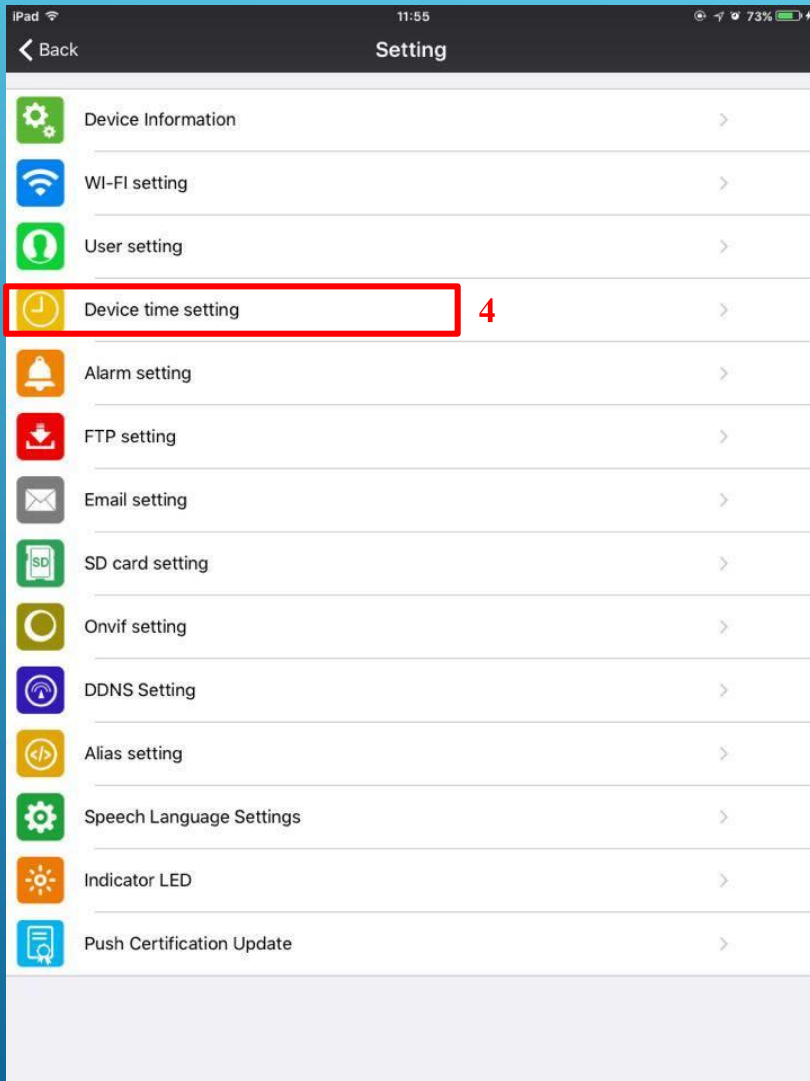 iPad 11:55 73%
Back Setting
Device Information
WI-FI setting
User setting
Device time setting 4
Alarm setting
FTP setting
Email setting
SD
SD card setting
Onvif setting
DDNS Setting
Alias setting
Speech Language Settings
Indicator LED
Push Certification Update